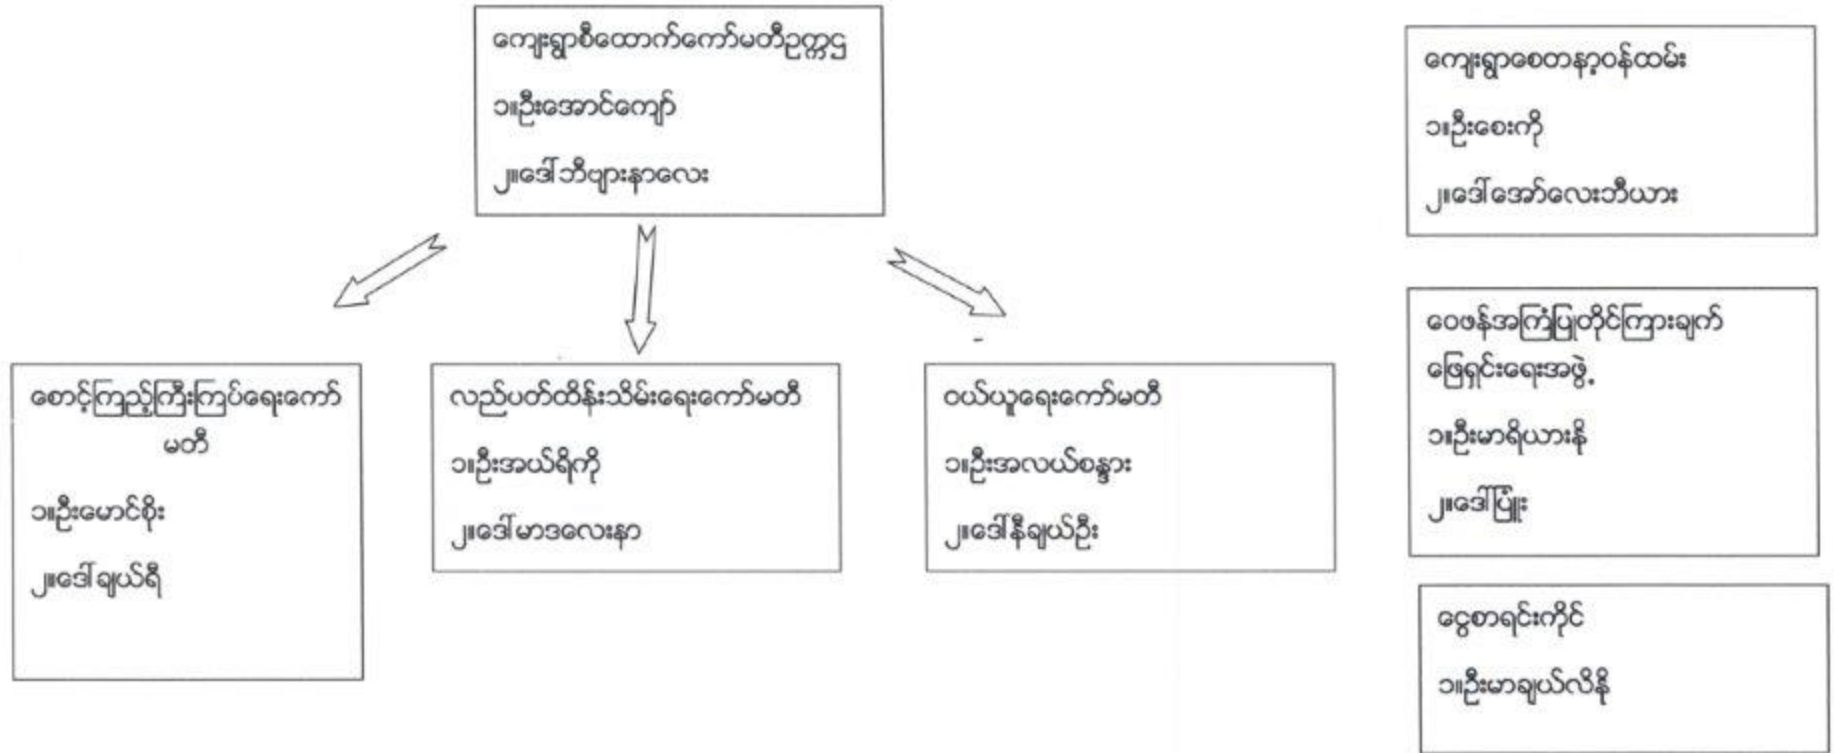 ကျေးရွာစီထောက်ကော်မတီဥက္ကဌ
၁။ဦးအောင်ကျော်
၂။ဒေါ်ဘီဗျားနာလေး
ကျေးရွာစေတနာ့ဝန်ထမ်း
၁။ဦးစေးကို
၂။ဒေါ်အော်လေးဘီယား
စောင့်ကြည့်ကြီးကြပ်ရေးကော်
မတီ
၁။ဦးမောင်စိုး
၂။ဒေါ်ချယ်ရီ
လည်ပတ်ထိန်းသိမ်းရေးကော်မတီ
၁။ဦးအယ်ရိကို
၂။ဒေါ်မာဒလေးနာ
ဝယ်ယူရေးကော်မတီ
၁။ဦးအလယ်စန္ဒား
၂။ဒေါ်နီချယ်ဦး
ဝေဖန်အကြံပြုတိုင်ကြားချက်
ဖြေရှင်းရေးအဖွဲ့
၁။ဦးမာရိယားနို
၂။ဒေါ်ပြုံး
ငွေစာရင်းကိုင်
၁။ဦးမာချယ်လိနို